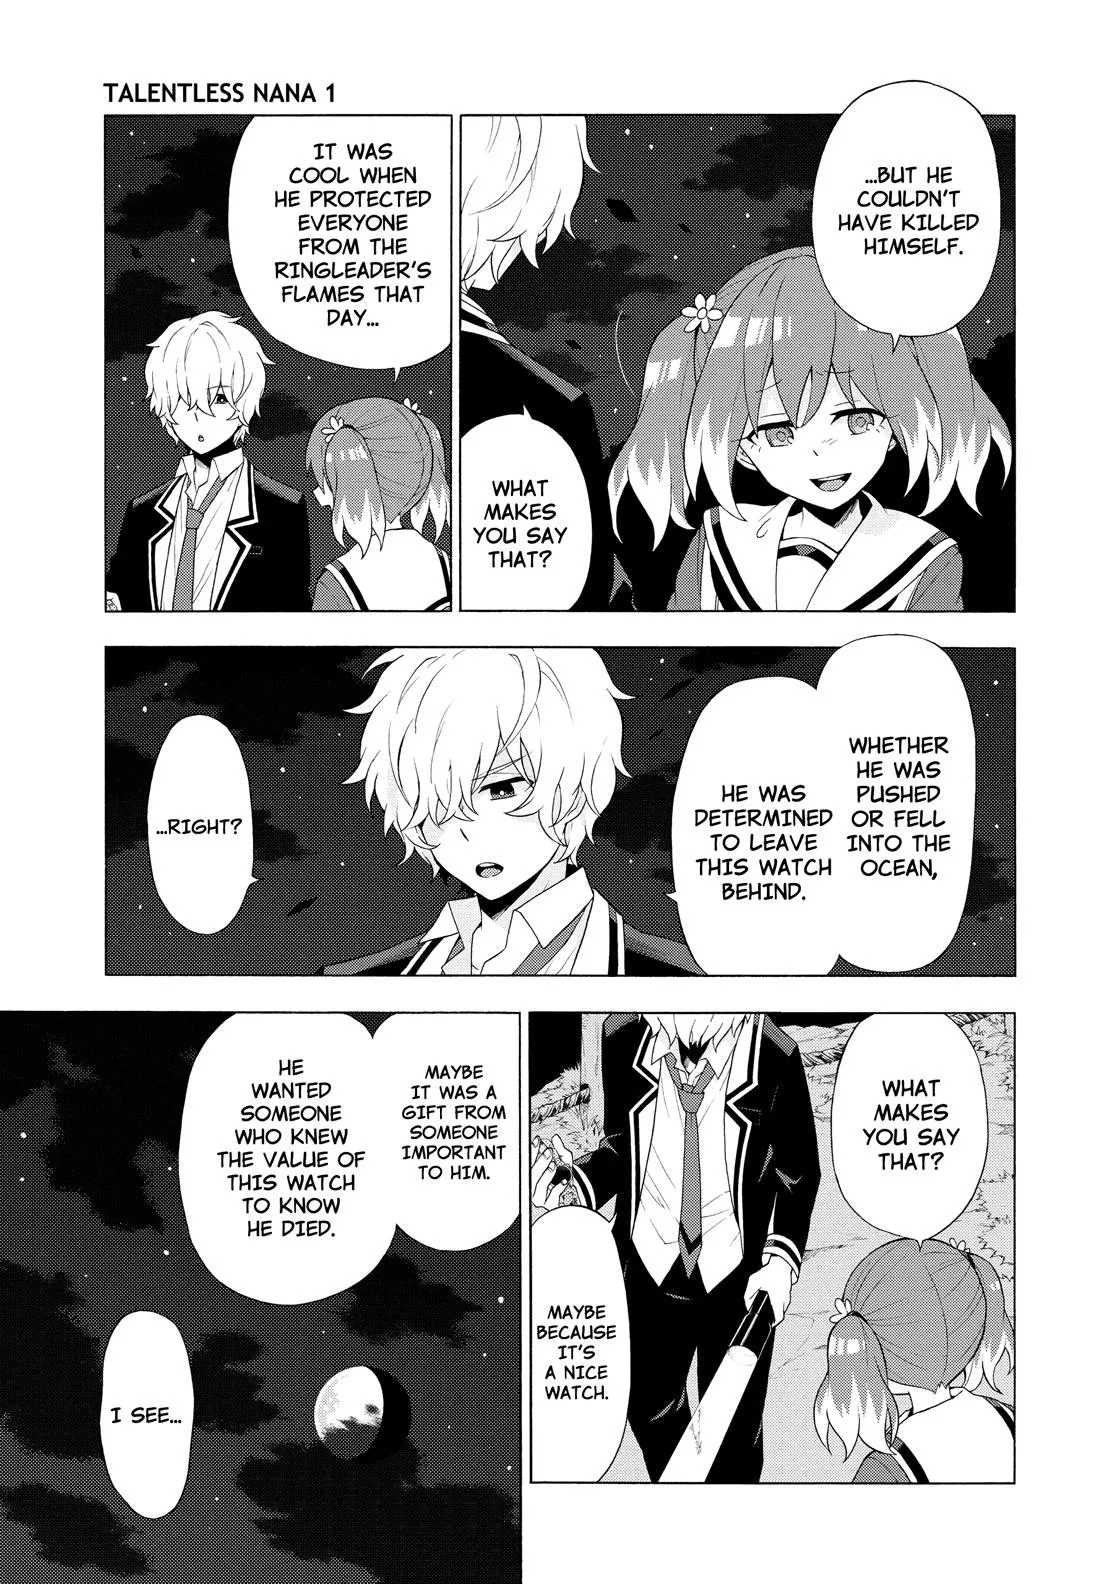 TALENTLESS NANA 1
...BUT HE
COULDN'T
HAVE KILLED
HIMSELF.
WHAT
MAKES
YOU SAY
THAT?
IT WAS
COOL WHEN
HE PROTECTED
EVERYONE
FROM THE
RINGLEADER'S
FLAMES THAT
DAY...
WHETHER
HE WAS
PUSHED
OR FELL
INTO THE
OCEAN,
HE WAS
DETERMINED
TO LEAVE
THIS WATCH
BEHIND.
...RIGHT?
WHAT
MAKES
YOU SAY
THAT?
MAYBE
BECAUSE
IT'S
A NICE
WATCH.
MAYBE
IT WAS A
GIFT FROM
SOMEONE
IMPORTANT
TO HIM.
HE
WANTED
SOMEONE
WHO KNEW
THE VALUE OF
THIS WATCH
TO KNOW
HE DIED.
I SEE...